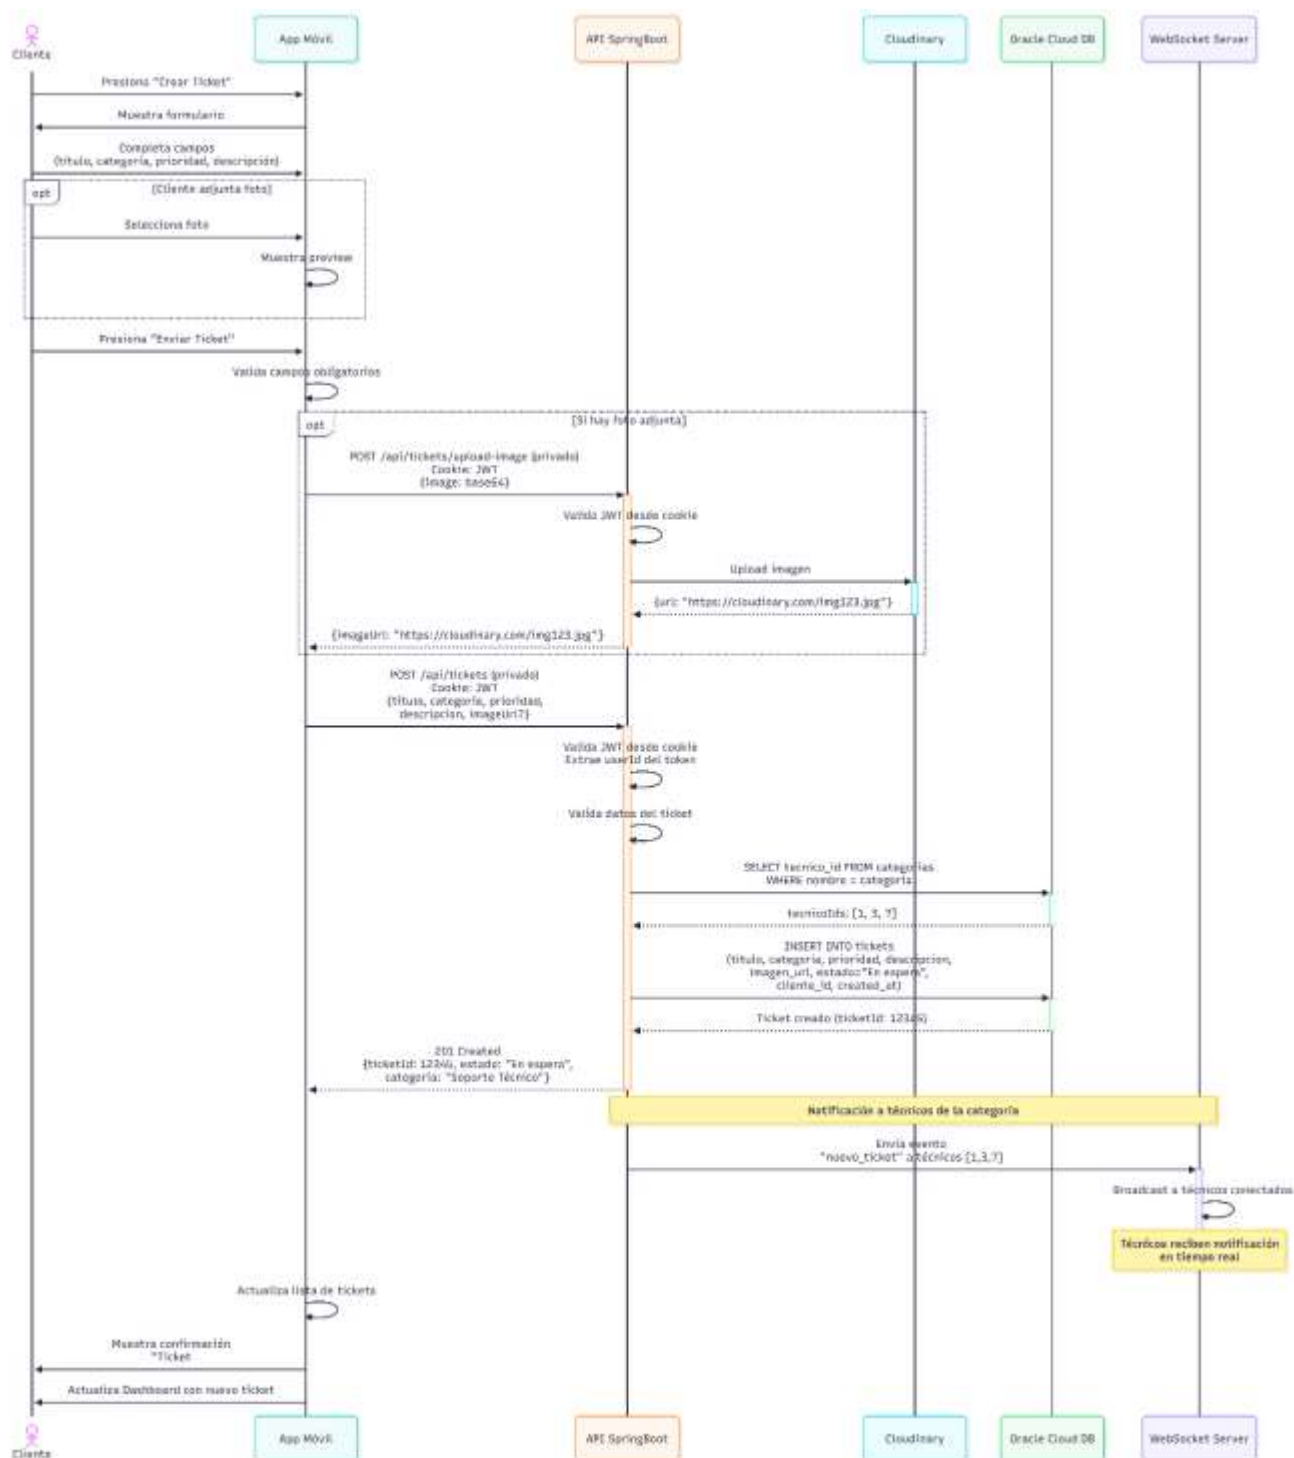 Cliente
App Móvil
API SpringBoot
Cloudinary
Oracle Cloud DB
WebSocket Server
Presiona "Crear Ticket"
Muestra formulario
Completa campos
(título, categoría, prioridad, descripción)
opt
[Cliente adjunta foto]
Selecciona foto
Muestra preview
Presiona "Enviar Ticket"
Valida campos obligatorios
opt
[Si hay foto adjunta]
POST /api/tickets/upload-image (privado)
Cookie: JWT
{image: base64}
Valida JWT desde cookie
Upload imagen
{url: "https://cloudinary.com/img123.jpg"}
{imageUrl: "https://cloudinary.com/img123.jpg"}
POST /api/tickets (privado)
Cookie: JWT
{titulo, categoria, prioridad,
descripcion, imageUrl?}
Valida JWT desde cookie
Extrae userId del token
Valida datos del ticket
SELECT tecnico_id FROM categorias
WHERE nombre = categoria
tecnicoIds: [1, 3, 7]
INSERT INTO tickets
(titulo, categoria, prioridad, descripcion,
imagen_url, estado:"En espera",
cliente_id, created_at)
Ticket creado (ticketId: 12345)
201 Created
{ticketId: 12345, estado: "En espera",
categoria: "Soporte Técnico"}
Notificación a técnicos de la categoría
Envía evento
"nuevo_ticket" a técnicos [1,3,7]
Broadcast a técnicos conectados
Técnicos reciben notificación
en tiempo real
Actualiza lista de tickets
Muestra confirmación
"Ticket
Actualiza Dashboard con nuevo ticket
Cliente
App Móvil
API SpringBoot
Cloudinary
Oracle Cloud DB
WebSocket Server